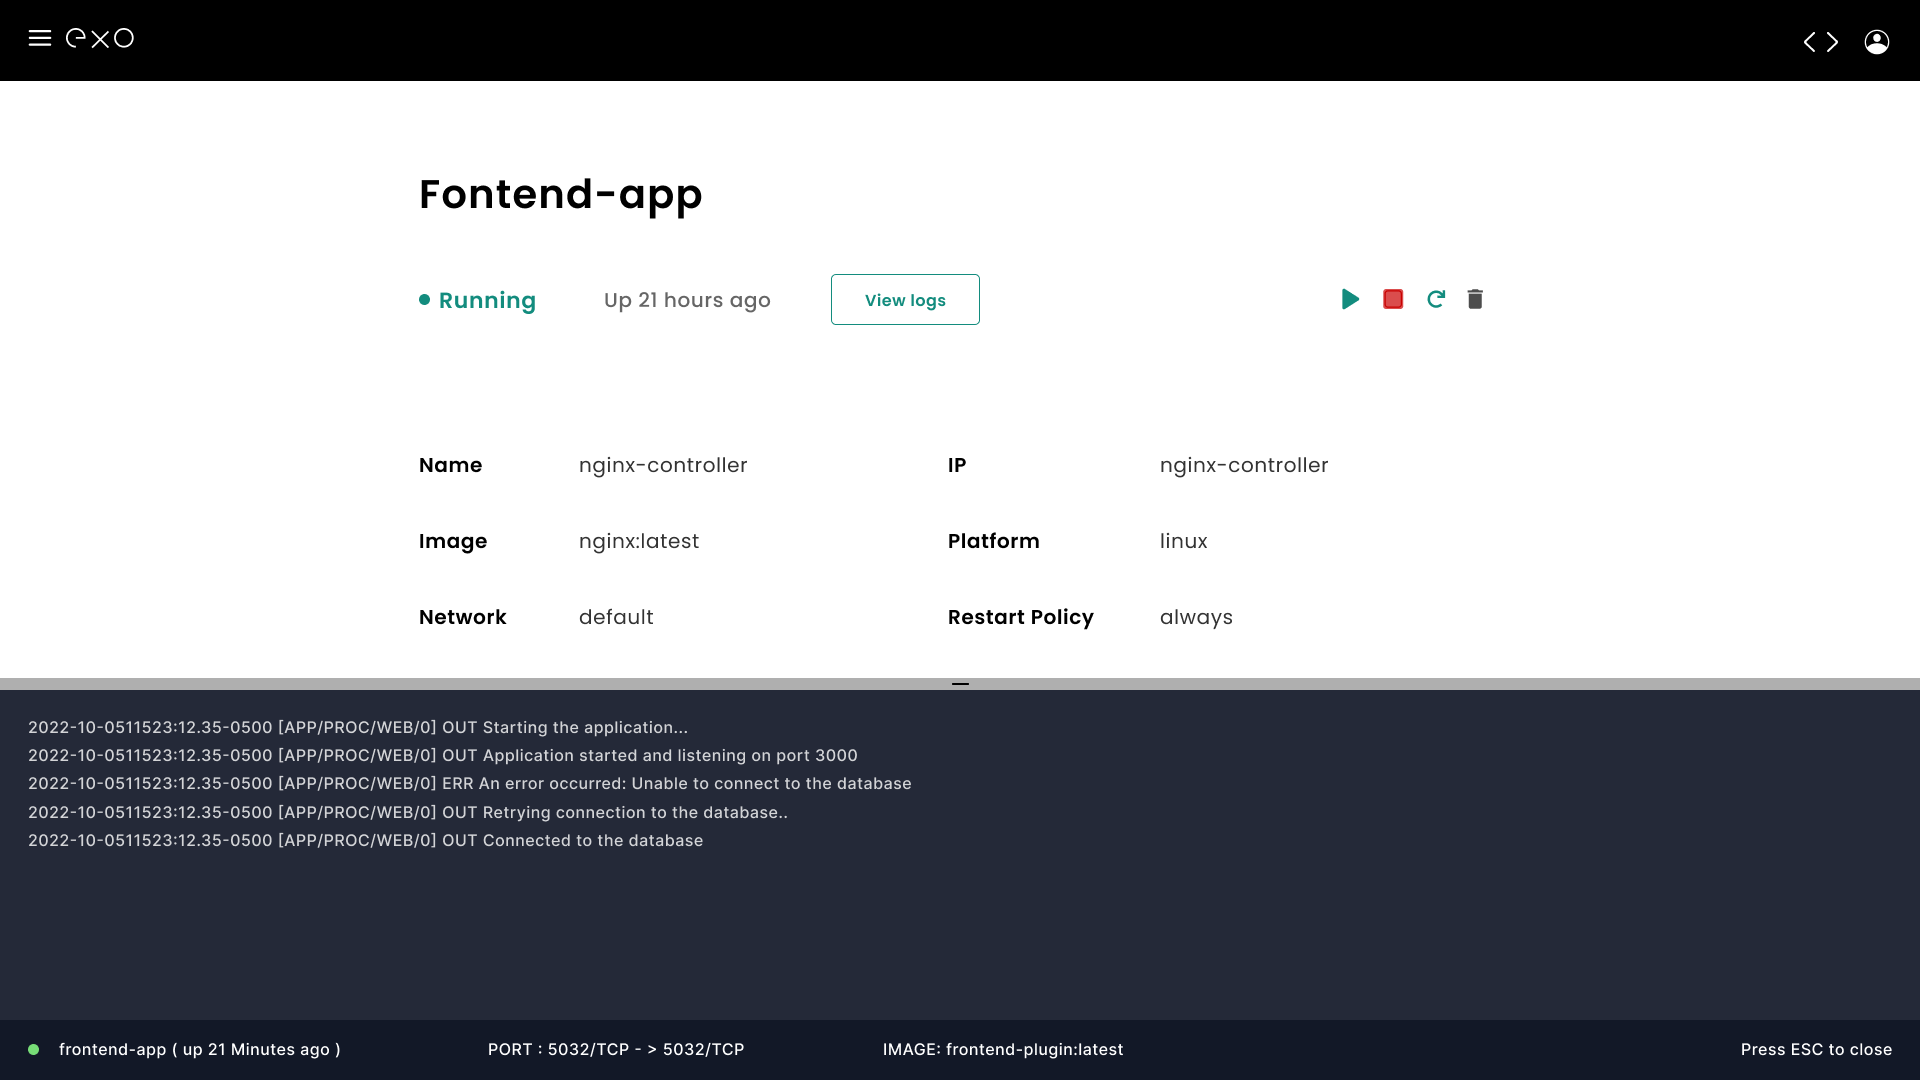 exo
Fontend-app
Running Up 21 hours ago View logs
Name nginx-controller IP nginx-controller
Image nginx:latest Platform linux
Network default Restart Policy always
2022-10-0511523:12.35-0500 [APP/PROC/WEB/0] OUT Starting the application...
2022-10-0511523:12.35-0500 [APP/PROC/WEB/0] OUT Application started and listening on port 3000
2022-10-0511523:12.35-0500 [APP/PROC/WEB/0] ERR An error occurred: Unable to connect to the database
2022-10-0511523:12.35-0500 [APP/PROC/WEB/0] OUT Retrying connection to the database..
2022-10-0511523:12.35-0500 [APP/PROC/WEB/0] OUT Connected to the database
frontend-app ( up 21 Minutes ago ) PORT : 5032/TCP - > 5032/TCP IMAGE: frontend-plugin:latest Press ESC to close